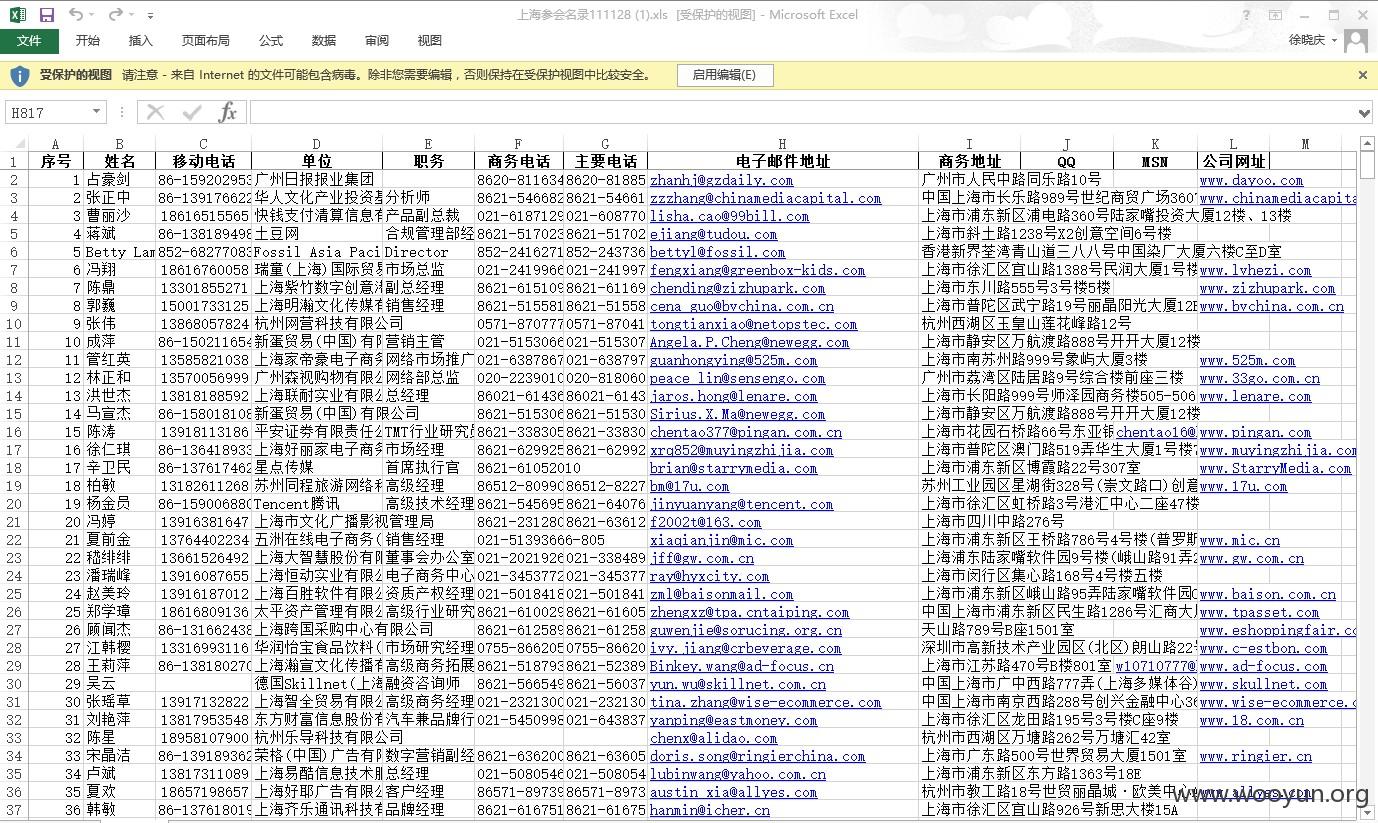 上海参会名录111128 (1).xls [受保护的视图] - Microsoft Excel
文件 开始 插入 页面布局 公式 数据 审阅 视图 徐晓庆
受保护的视图 请注意 - 来自 Internet 的文件可能包含病毒。除非您需要编辑，否则保持在受保护视图中比较安全。 启用编辑(E)
H817 fx
A B C D E F G H I J K L M
1 序号 姓名 移动电话 单位 职务 商务电话 主要电话 电子邮件地址 商务地址 QQ MSN 公司网址
2 1 占豪剑 86-159202953 广州日报报业集团 8620-811634 8620-81885 zhanhj@gzdaily.com 广州市人民中路同乐路10号 www.dayoo.com
3 2 张正中 86-139176622 华人文化产业投资基 分析师 8621-546682 8621-54661 zzzhang@chinamediacapital.com 中国上海市长乐路989号世纪商贸广场360 www.chinamediacapita
4 3 曹丽沙 18616515565 快钱支付清算信息有 产品副总裁 021-6187129 021-608770 lisha.cao@99bill.com 上海市浦东新区浦电路360号陆家嘴投资大厦12楼、13楼
5 4 蒋斌 86-138189498 土豆网 合规管理部经 8621-517023 8621-51702 ejiang@tudou.com 上海市斜土路1238号X2创意空间6号楼
6 5 Betty Lam 852-68277083 Fossil Asia Paci Director 852-2416271 852-243736 bettyl@fossil.com 香港新界荃湾青山道三八八号中国染厂大厦六楼C至D室
7 6 冯翔 18616760058 瑞童(上海)国际贸易 市场总监 021-2419966 021-241997 fengxiang@greenbox-kids.com 上海市徐汇区宜山路1388号民润大厦1号楼 www.lvhezi.com
8 7 陈鼎 13301855271 上海紫竹数字创意港 副总经理 8621-615109 8621-61169 chending@zizhupark.com 上海市东川路555号3号楼5楼 www.zizhupark.com
9 8 郭巍 15001733125 上海明瀚文化传媒有 销售经理 8621-515581 8621-51558 cena_guo@bvchina.com.cn 上海市普陀区武宁路19号丽晶阳光大厦12B www.bvchina.com.cn
10 9 张伟 13868057824 杭州网营科技有限公司 0571-870777 0571-87041 tongtianxiao@netopstec.com 杭州西湖区玉皇山莲花峰路12号
11 10 成萍 86-150211654 新蛋贸易(中国)有 营销主管 021-5153066 021-515307 Angela.P.Cheng@newegg.com 上海市静安区万航渡路888号开开大厦12楼
12 11 管红英 13585821038 上海家帝豪电子商务 网络市场推广 021-6387867 021-638797 guanhongying@525m.com 上海市南苏州路999号象屿大厦3楼 www.525m.com
13 12 林正和 13570056999 广州森视购物有限公 网络部总监 020-2239010 020-818060 peace_lin@sensengo.com 广州市荔湾区陆居路9号综合楼前座三楼 www.33go.com.cn
14 13 洪世杰 13818188592 上海联耐实业有限公 总经理 86021-61436 86021-6143 jaros.hong@lenare.com 上海市长阳路999号师泽园商务楼505-506 www.lenare.com
15 14 马宣杰 86-158018108 新蛋贸易(中国)有限公司 8621-515306 8621-51530 Sirius.X.Ma@newegg.com 上海市静安区万航渡路888号开开大厦12楼
16 15 陈涛 13918113186 平安证劵有限责任公 TMT行业研究员 8621-338305 8621-33830 chentao377@pingan.com.cn 上海市花园石桥路66号东亚银 chentao16@ www.pingan.com
17 16 徐仁琪 86-136418933 上海好丽家电子商务 市场经理 8621-629925 8621-62992 xrq852@muyingzhijia.com 上海市普陀区澳门路519弄华生大厦1号楼 www.muyingzhijia.com
18 17 辛卫民 86-137617462 星点传媒 首席执行官 8621-61052010 brian@starrymedia.com 上海市浦东新区博霞路22号307室 www.StarryMedia.com
19 18 柏敏 13182611268 苏州同程旅游网络科 高级经理 86512-80990 86512-8227 bm@17u.com 苏州工业园区星湖街328号(崇文路口)创意 www.17u.com
20 19 杨金员 86-159006880 Tencent腾讯 高级技术经理 8621-545695 8621-64076 jinyuanyang@tencent.com 上海市徐汇区虹桥路3号港汇中心二座47楼
21 20 冯婷 13916381647 上海市文化广播影视管理局 8621-231280 8621-63612 f2002t@163.com 上海市四川中路276号
22 21 夏前金 13764402234 五洲在线电子商务( 销售经理 021-51393666-805 xiaqianjin@mic.com 上海市浦东新区王桥路786号4号楼(普罗斯 www.mic.cn
23 22 嵇绯绯 13661526492 上海大智慧股份有限 董事会办公室 021-2021926 021-338489 jff@gw.com.cn 上海浦东陆家嘴软件园9号楼(峨山路91弄2 www.gw.com.cn
24 23 潘瑞峰 13916087655 上海恒动实业有限公 电子商务中心 021-3453772 021-345377 ray@hyxcity.com 上海市闵行区集心路168号4号楼五楼
25 24 赵美玲 13916187012 上海百胜软件有限公 资质产权经理 021-5018418 021-501841 zml@baisonmail.com 上海市浦东新区峨山路95弄陆家嘴软件园 www.baison.com.cn
26 25 郑学璋 18616809136 太平资产管理有限公 高级行业研究 8621-610029 8621-61605 zhengxz@tpa.cntaiping.com 中国上海市浦东新区民生路1286号汇商大厦 www.tpasset.com
27 26 顾闻杰 86-131662438 上海跨国采购中心有限公司 8621-612589 8621-61258 guwenjie@sorucing.org.cn 天山路789号B座1501室 www.eshoppingfair.co
28 27 江韩樱 13316993116 华润怡宝食品饮料( 市场研究经理 0755-866205 0755-86620 ivy.jiang@crbeverage.com 深圳市高新技术产业园区(北区)朗山路22 www.c-estbon.com
29 28 王莉萍 86-138180270 上海瀚宣文化传播有 高级商务拓展 8621-518793 8621-52389 Binkey.wang@ad-focus.cn 上海市江苏路470号B楼801室 w10710777@ www.ad-focus.com
30 29 吴云 德国Skillnet(上海 融资咨询师 8621-566549 8621-56037 yun.wu@skillnet.com.cn 中国上海市广中西路777弄(上海多媒体谷) www.skullnet.com
31 30 张瑶草 13917132822 上海智全贸易有限公 高级商务经理 021-2321300 021-232130 tina.zhang@wise-ecommerce.com 中国上海市南京西路288号创兴金融中心36 www.wise-ecommerce.c
32 31 刘艳萍 13817953548 东方财富信息股份有 汽车兼品牌行 021-5450998 021-643837 yanping@eastmoney.com 上海市徐汇区龙田路195号3号楼C座9楼 www.18.com.cn
33 32 陈星 18958107900 杭州乐导科技有限公司 chenx@alidao.com 杭州市西湖区万塘路262号万塘汇42室
34 33 宋晶洁 86-139189362 荣格(中国)广告有限 数字营销副经 8621-636200 8621-63605 doris.song@ringierchina.com 上海市广东路500号世界贸易大厦1501室 www.ringier.cn
35 34 卢斌 13817311089 上海易酷信息技术服 总经理 021-5080546 021-508054 lubinwang@yahoo.com.cn 上海市浦东新区东方路1363号18E
36 35 夏欢 18657198657 上海好耶广告有限公 客户经理 86571-89739 86571-8973 austin_xia@allyes.com 杭州市教工路18号世贸丽晶城·欧美中心 www.allyes.com
37 36 韩敏 86-137618019 上海齐乐通讯科技有 品牌经理 8621-616751 8621-61675 hanmin@icher.cn 上海市徐汇区宜山路926号新思大楼15A
www.wooyun.org